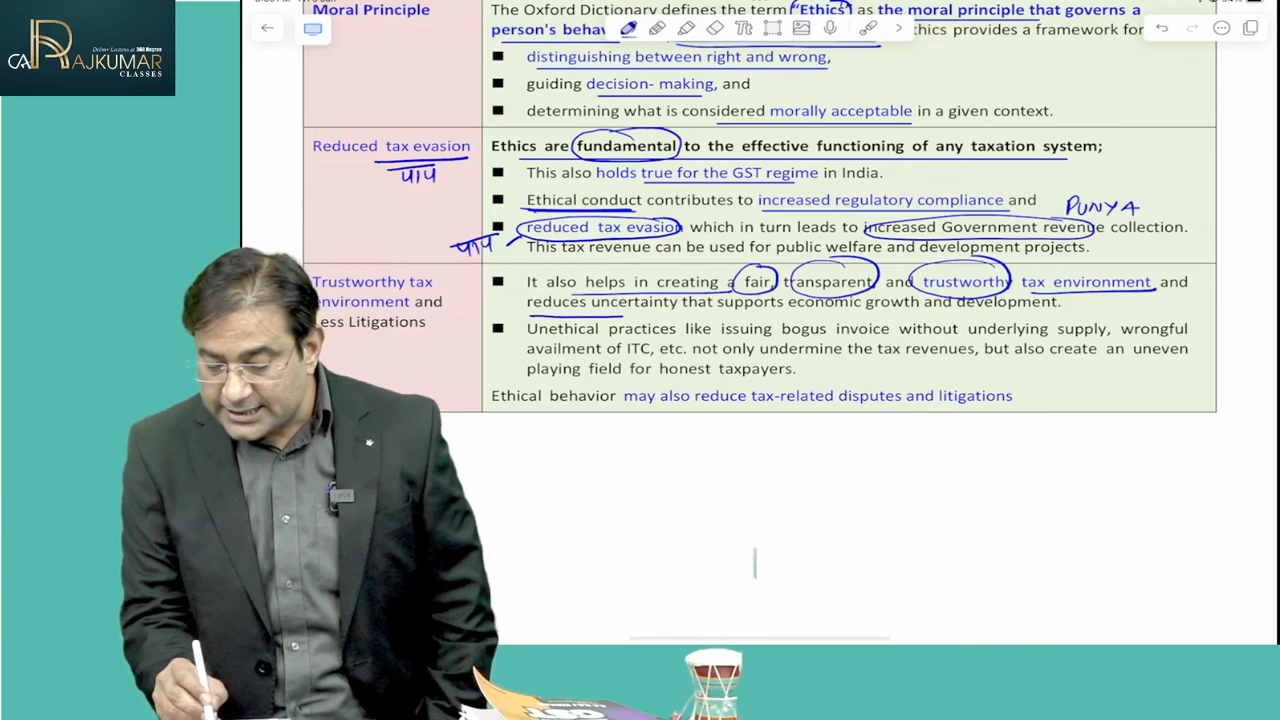 Moral Principle
The Oxford Dictionary defines the term "Ethics") as the moral principle that governs a
person's behav
thics provides a framework for
■ distinguishing between right and wrong,
■ guiding decision- making, and
■ determining what is considered morally acceptable in a given context.
Reduced tax evasion
पाप
Ethics are fundamental to the effective functioning of any taxation system;
■ This also holds true for the GST regime in India.
■ Ethical conduct contributes to increased regulatory compliance and
PUNYA
■ reduced tax evasion which in turn leads to increased Government revenue collection.
पाप
This tax revenue can be used for public welfare and development projects.
Trustworthy tax
environment and
ess Litigations
■ It also helps in creating a fair, transparent, and trustworthy tax environment and
reduces uncertainty that supports economic growth and development.
■ Unethical practices like issuing bogus invoice without underlying supply, wrongful
availment of ITC, etc. not only undermine the tax revenues, but also create an uneven
playing field for honest taxpayers.
Ethical behavior may also reduce tax-related disputes and litigations
Deliver Lectures at 360 Degree
CA RAJKUMAR
CLASSES
GST